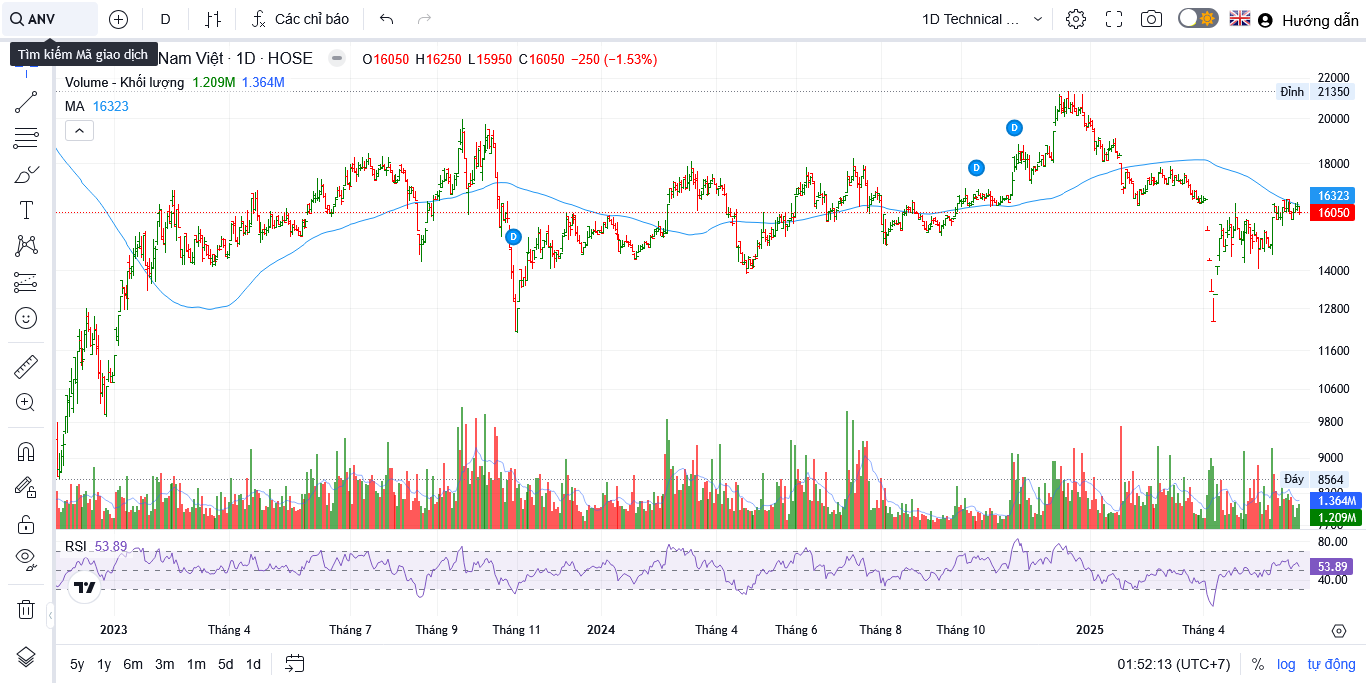 ANV
D
Các chỉ báo
1D Technical ...
Hướng dẫn
Tìm kiếm Mã giao dịch
Nam Việt · 1D · HOSE
O16050 H16250 L15950 C16050 −250 (−1.53%)
Volume - Khối lượng 1.209M 1.364M
MA 16323
22000
Đỉnh 21350
20000
18000
16323
16050
14000
12800
11600
10600
9800
9000
Đáy 8564
1.364M
1.209M
7700
D
D
D
RSI 53.89
80.00
53.89
40.00
2023 Tháng 4 Tháng 7 Tháng 9 Tháng 11 2024 Tháng 4 Tháng 6 Tháng 8 Tháng 10 2025 Tháng 4
5y 1y 6m 3m 1m 5d 1d
01:52:13 (UTC+7) % log tự động